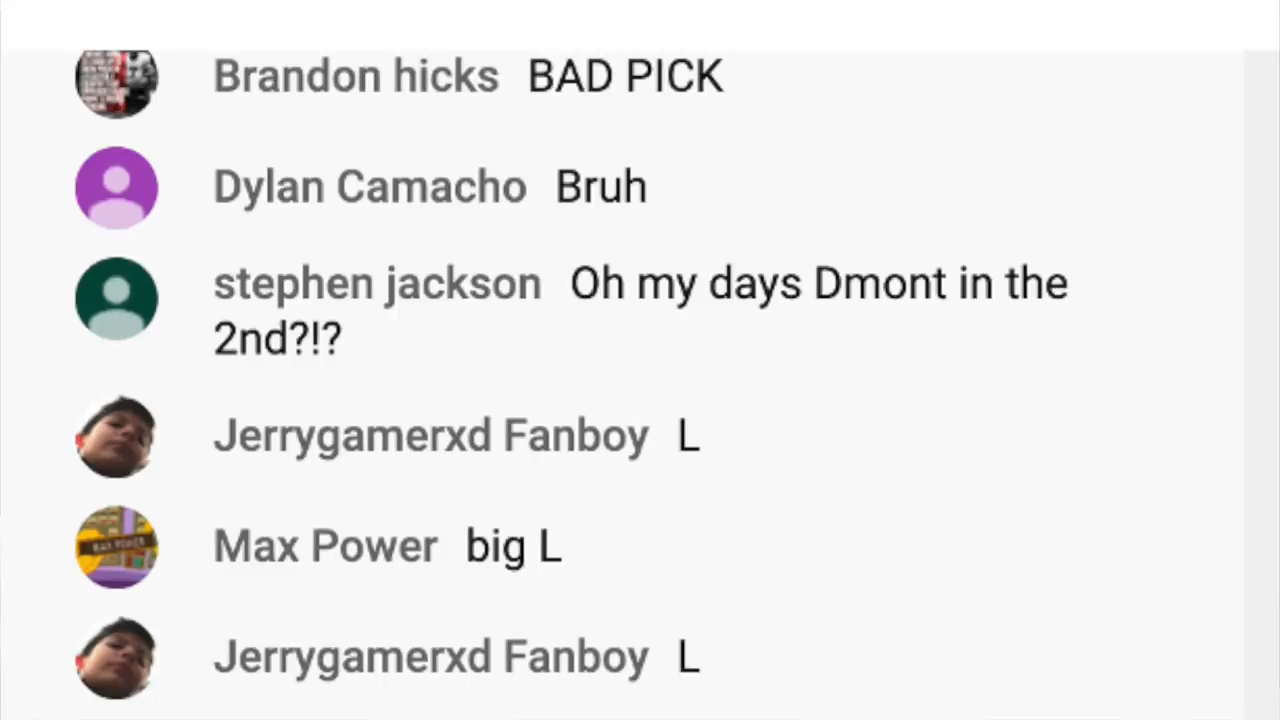 Brandon hicks BAD PICK
Dylan Camacho Bruh
stephen jackson Oh my days Dmont in the
2nd?!?
Jerrygamerxd Fanboy L
Max Power big L
Jerrygamerxd Fanboy L